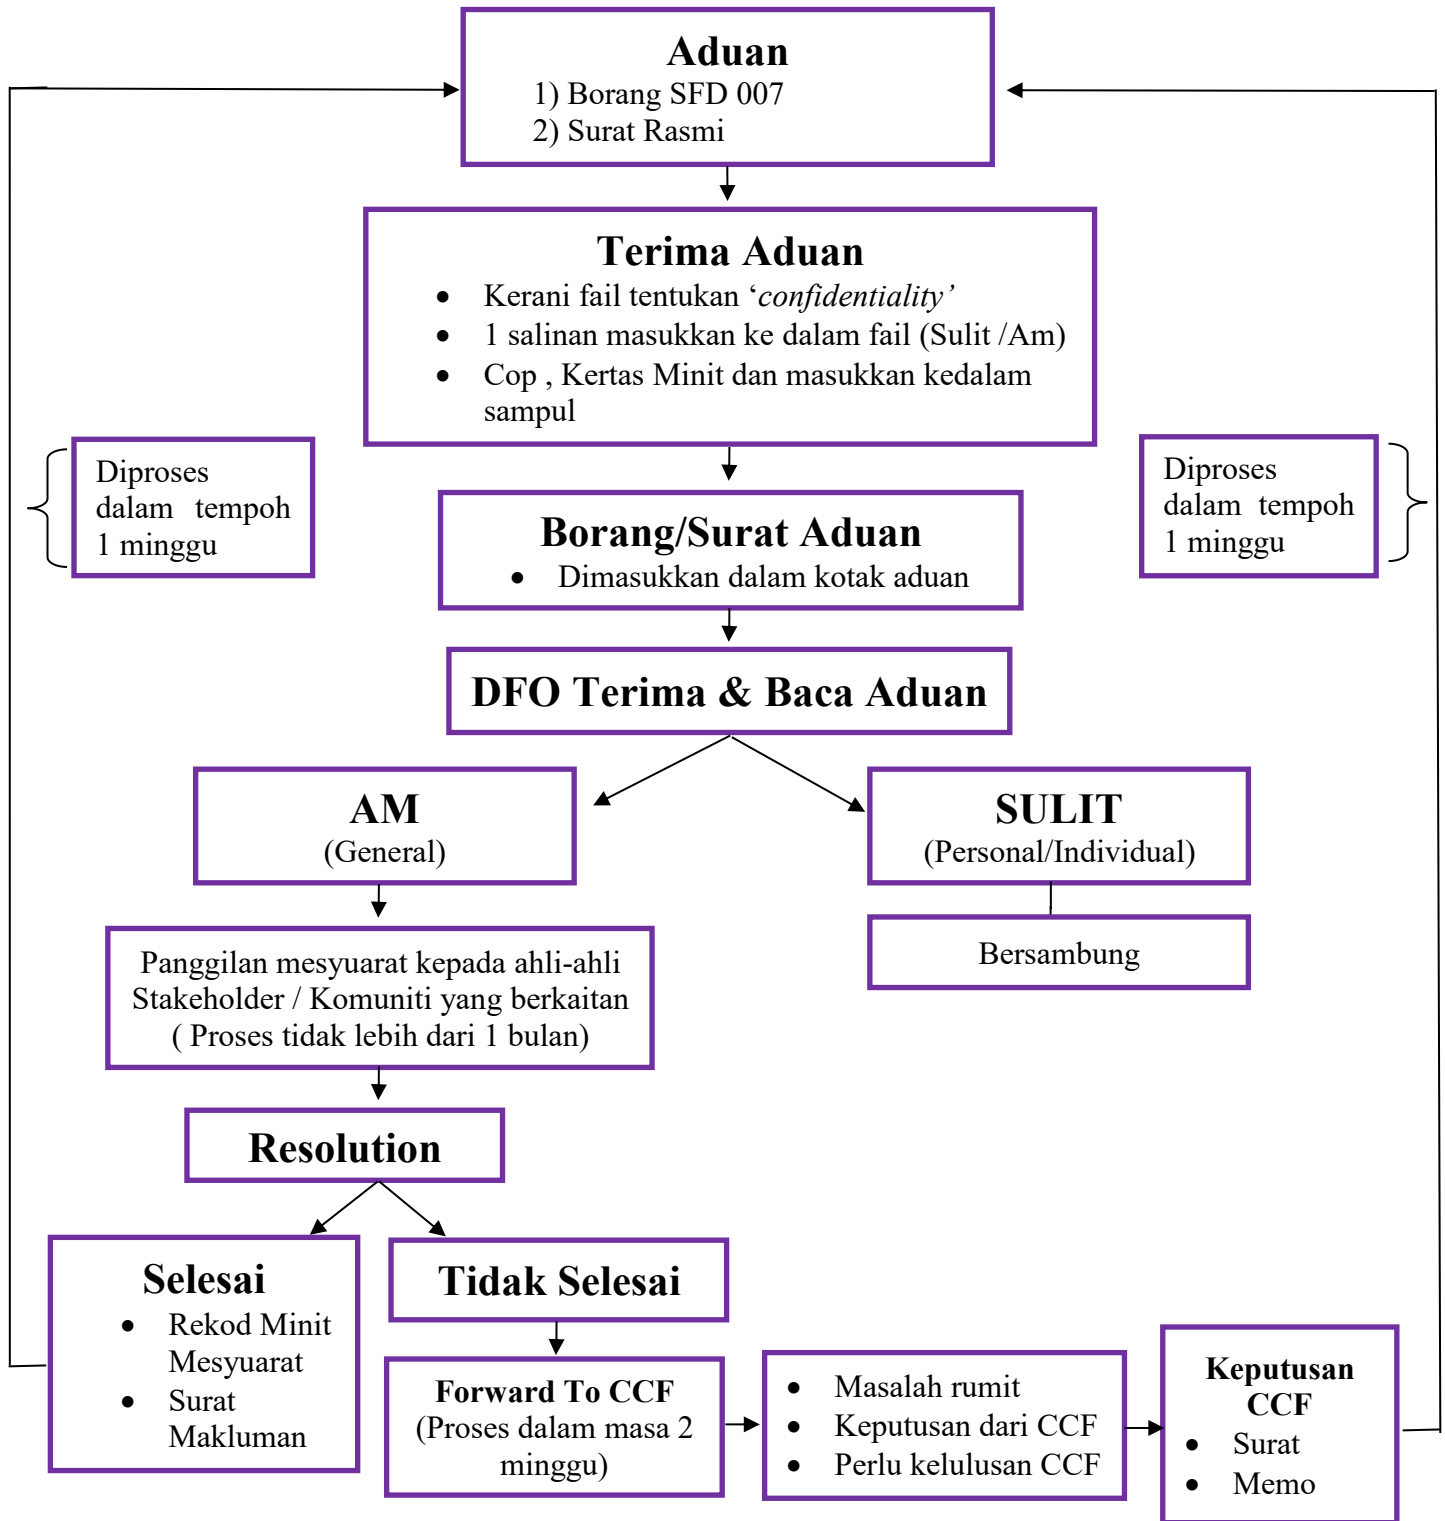 Aduan
1) Borang SFD 007
2) Surat Rasmi
Terima Aduan
• Kerani fail tentukan ‘confidentiality’
• 1 salinan masukkan ke dalam fail (Sulit /Am)
• Cop , Kertas Minit dan masukkan kedalam
sampul
Diproses
dalam tempoh
1 minggu
Diproses
dalam tempoh
1 minggu
Borang/Surat Aduan
• Dimasukkan dalam kotak aduan
DFO Terima & Baca Aduan
AM
(General)
SULIT
(Personal/Individual)
Panggilan mesyuarat kepada ahli-ahli
Stakeholder / Komuniti yang berkaitan
( Proses tidak lebih dari 1 bulan)
Bersambung
Resolution
Selesai
• Rekod Minit
Mesyuarat
• Surat
Makluman
Tidak Selesai
Forward To CCF
(Proses dalam masa 2
minggu)
• Masalah rumit
• Keputusan dari CCF
• Perlu kelulusan CCF
Keputusan
CCF
• Surat
• Memo